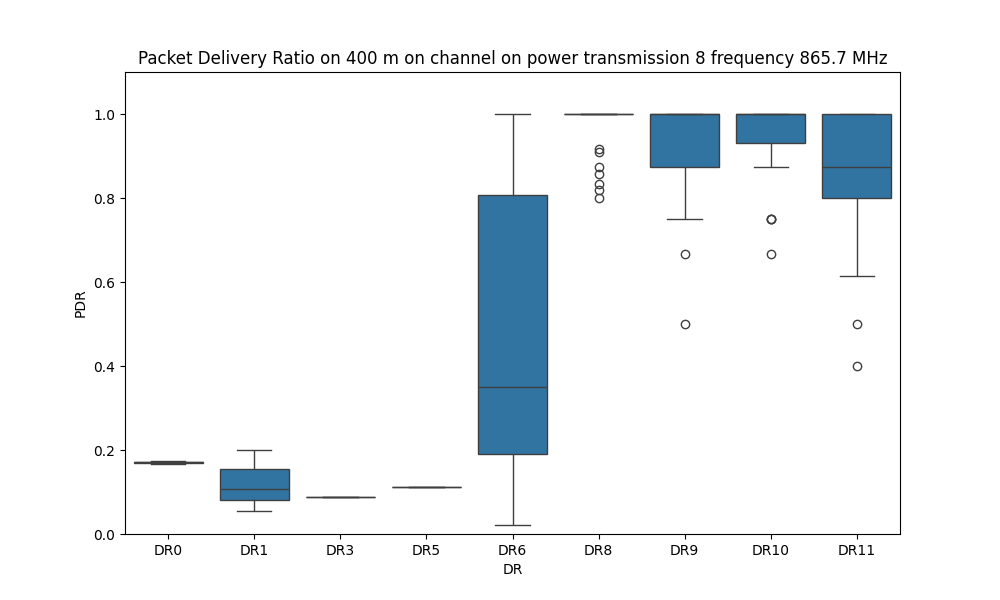 Packet Delivery Ratio on 400 m on channel on power transmission 8 frequency 865.7 MHz
1.0
0.8
0.6
0.4
0.2
0.0
PDR
DR0 DR1 DR3 DR5 DR6 DR8 DR9 DR10 DR11
DR